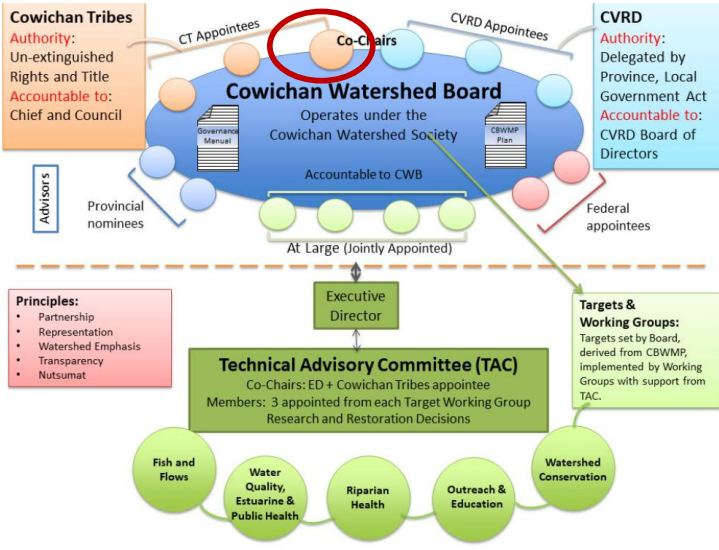 Cowichan Tribes
Authority:
Un-extinguished
Rights and Title
Accountable to:
Chief and Council
CT Appointees
Co-Chairs
CVRD Appointees
CVRD
Authority:
Delegated by
Province, Local
Government Act
Accountable to:
CVRD Board of
Directors
Cowichan Watershed Board
Operates under the
Cowichan Watershed Society
Governance
Manual
CBWMP
Plan
Accountable to CWB
Advisors
Provincial
nominees
Federal
appointees
At Large (Jointly Appointed)
Principles:
• Partnership
• Representation
• Watershed Emphasis
• Transparency
• Nutsumat
Executive
Director
Technical Advisory Committee (TAC)
Co-Chairs: ED + Cowichan Tribes appointee
Members: 3 appointed from each Target Working Group
Research and Restoration Decisions
Targets &
Working Groups:
Targets set by Board,
derived from CBWMP,
implemented by Working
Groups with support from
TAC.
Fish and
Flows
Water
Quality,
Estuarine &
Public Health
Riparian
Health
Outreach &
Education
Watershed
Conservation